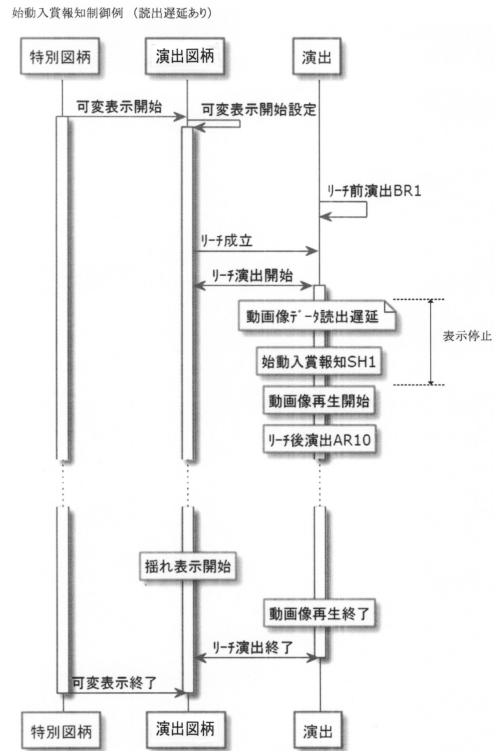 始動入賞報知制御例 (読出遅延あり)
特別図柄
演出図柄
演出
可変表示開始
可変表示開始設定
リーチ前演出BR1
リーチ成立
リーチ演出開始
動画像データ読出遅延
表示停止
始動入賞報知SH1
動画像再生開始
リーチ後演出AR10
揺れ表示開始
動画像再生終了
リーチ演出終了
可変表示終了
特別図柄
演出図柄
演出